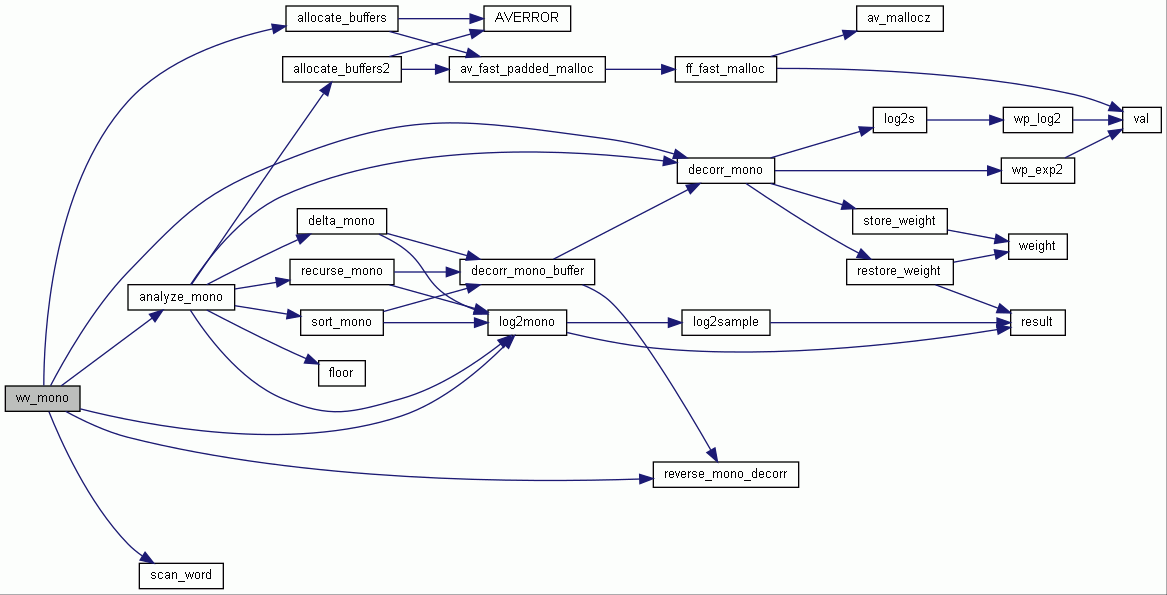 allocate_buffers
AVERROR
av_mallocz
allocate_buffers2
av_fast_padded_malloc
ff_fast_malloc
log2s
wp_log2
val
decorr_mono
wp_exp2
delta_mono
store_weight
weight
recurse_mono
decorr_mono_buffer
restore_weight
analyze_mono
sort_mono
log2mono
log2sample
result
floor
wv_mono
reverse_mono_decorr
scan_word